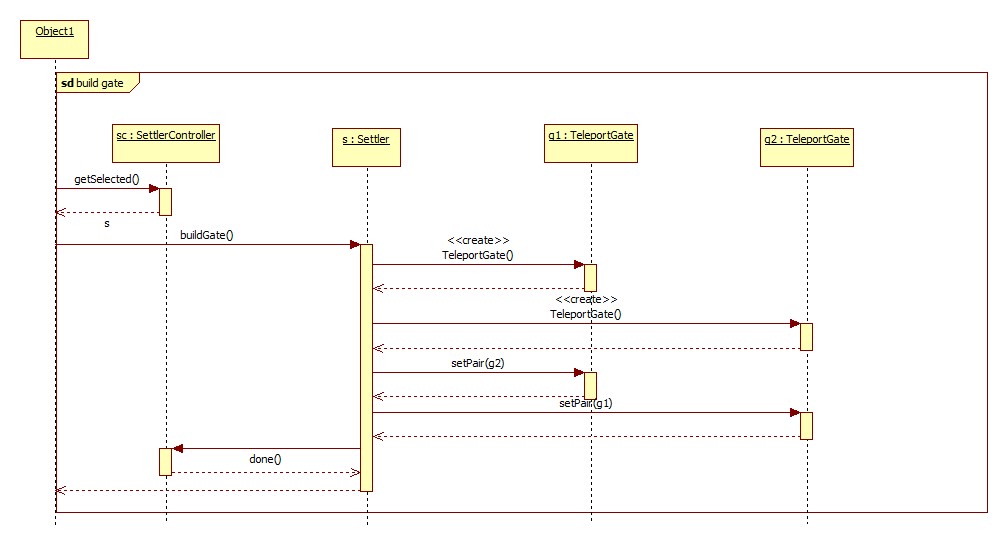 Object1
sd build gate
sc : SettlerController
s : Settler
g1 : TeleportGate
g2 : TeleportGate
getSelected()
s
buildGate()
<<create>>
TeleportGate()
<<create>>
TeleportGate()
setPair(g2)
setPair(g1)
done()